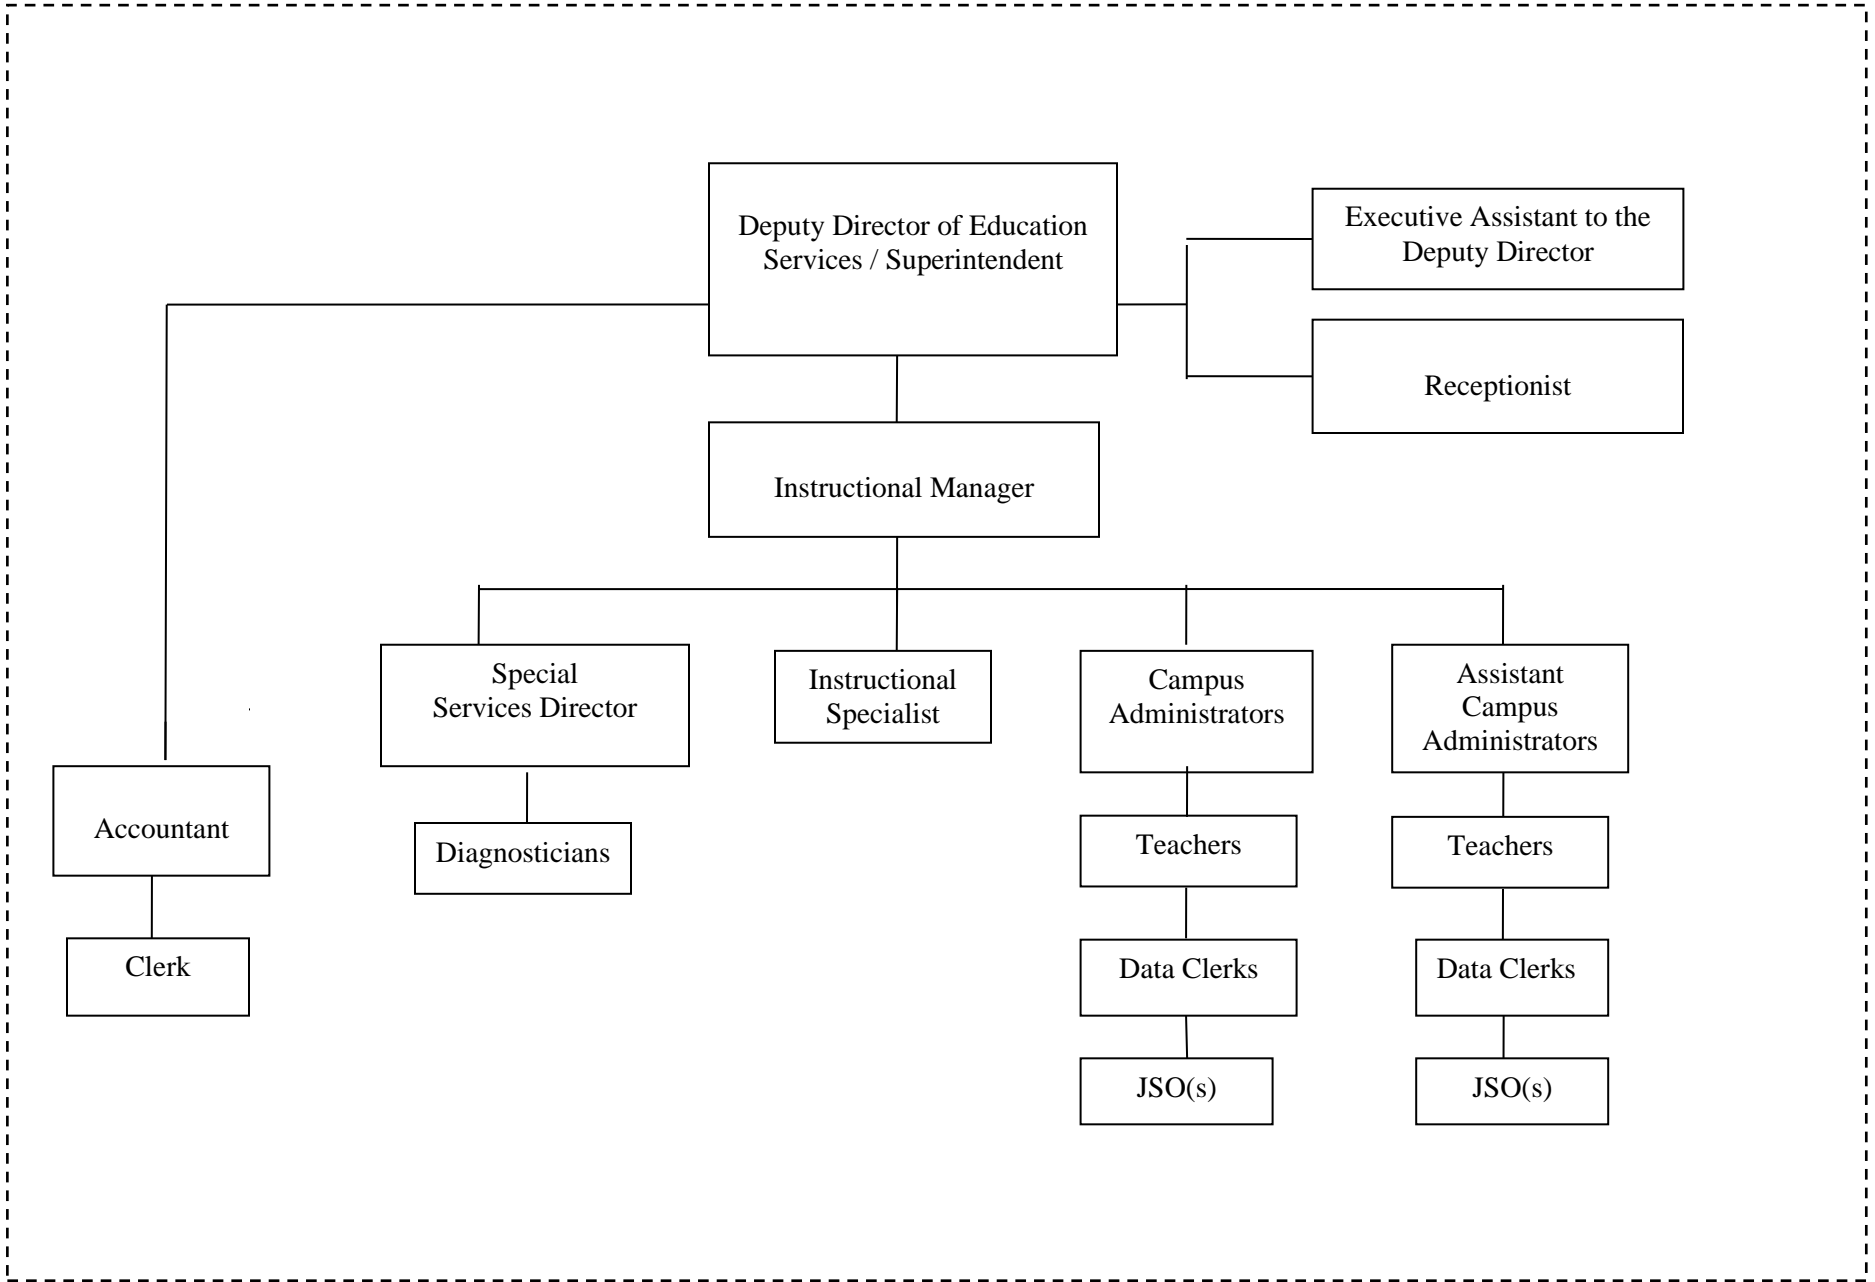 Deputy Director of Education
Services / Superintendent
Executive Assistant to the
Deputy Director
Receptionist
Instructional Manager
Special
Services Director
Instructional
Specialist
Campus
Administrators
Assistant
Campus
Administrators
Accountant
Diagnosticians
Teachers
Teachers
Clerk
Data Clerks
Data Clerks
JSO(s)
JSO(s)